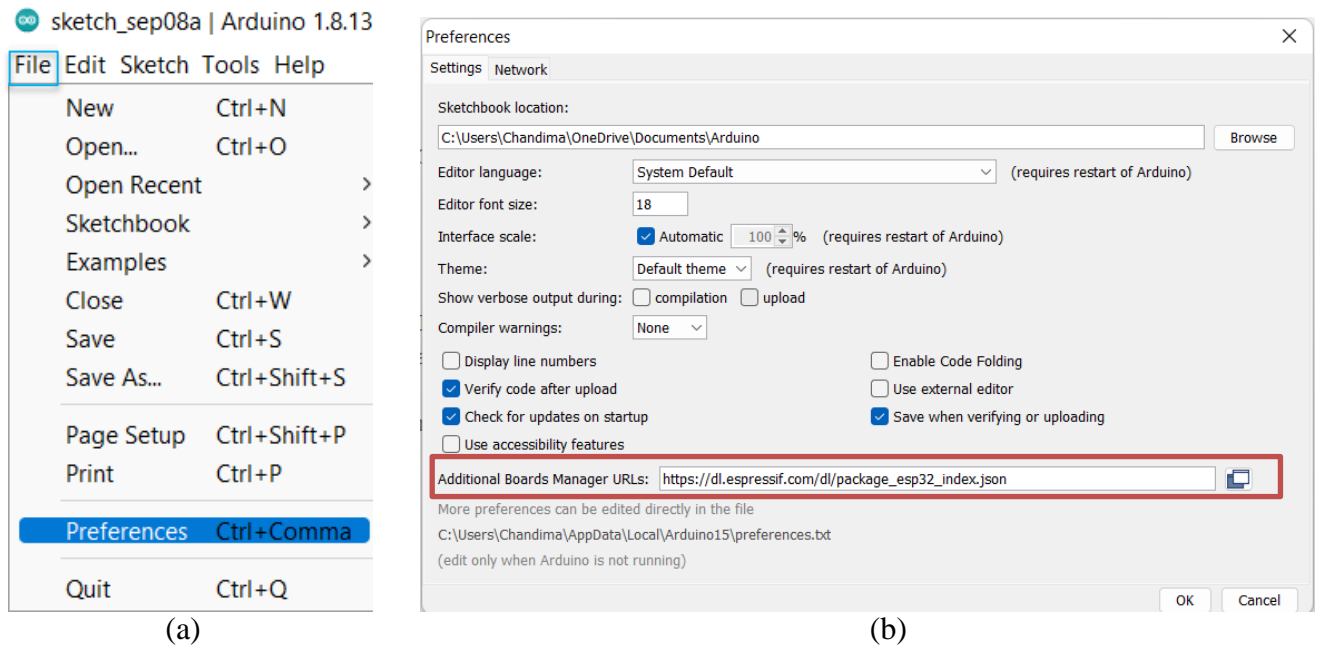 sketch_sep08a | Arduino 1.8.13
File Edit Sketch Tools Help
New Ctrl+N
Open... Ctrl+O
Open Recent >
Sketchbook >
Examples >
Close Ctrl+W
Save Ctrl+S
Save As... Ctrl+Shift+S
Page Setup Ctrl+Shift+P
Print Ctrl+P
Preferences Ctrl+Comma
Quit Ctrl+Q
(a)
Preferences
Settings Network
Sketchbook location:
C:\Users\Chandima\OneDrive\Documents\Arduino Browse
Editor language: System Default (requires restart of Arduino)
Editor font size: 18
Interface scale: Automatic 100 % (requires restart of Arduino)
Theme: Default theme (requires restart of Arduino)
Show verbose output during: compilation upload
Compiler warnings: None
Display line numbers Enable Code Folding
Verify code after upload Use external editor
Check for updates on startup Save when verifying or uploading
Use accessibility features
Additional Boards Manager URLs: https://dl.espressif.com/dl/package_esp32_index.json
More preferences can be edited directly in the file
C:\Users\Chandima\AppData\Local\Arduino15\preferences.txt
(edit only when Arduino is not running)
OK Cancel
(b)